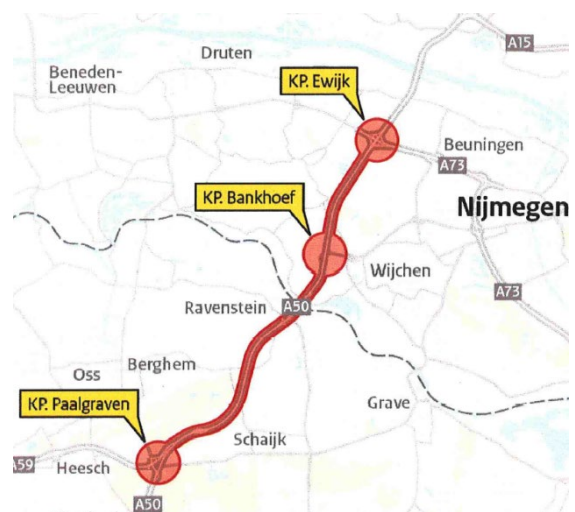 A15
Druten
Beneden-
Leeuwen
KP. Ewijk
Beuningen
A73
KP. Bankhoef
Nijmegen
Wijchen
A73
Ravenstein
A50
Berghem
Oss
Grave
KP. Paalgraven
Schaijk
A59
Heesch
A50